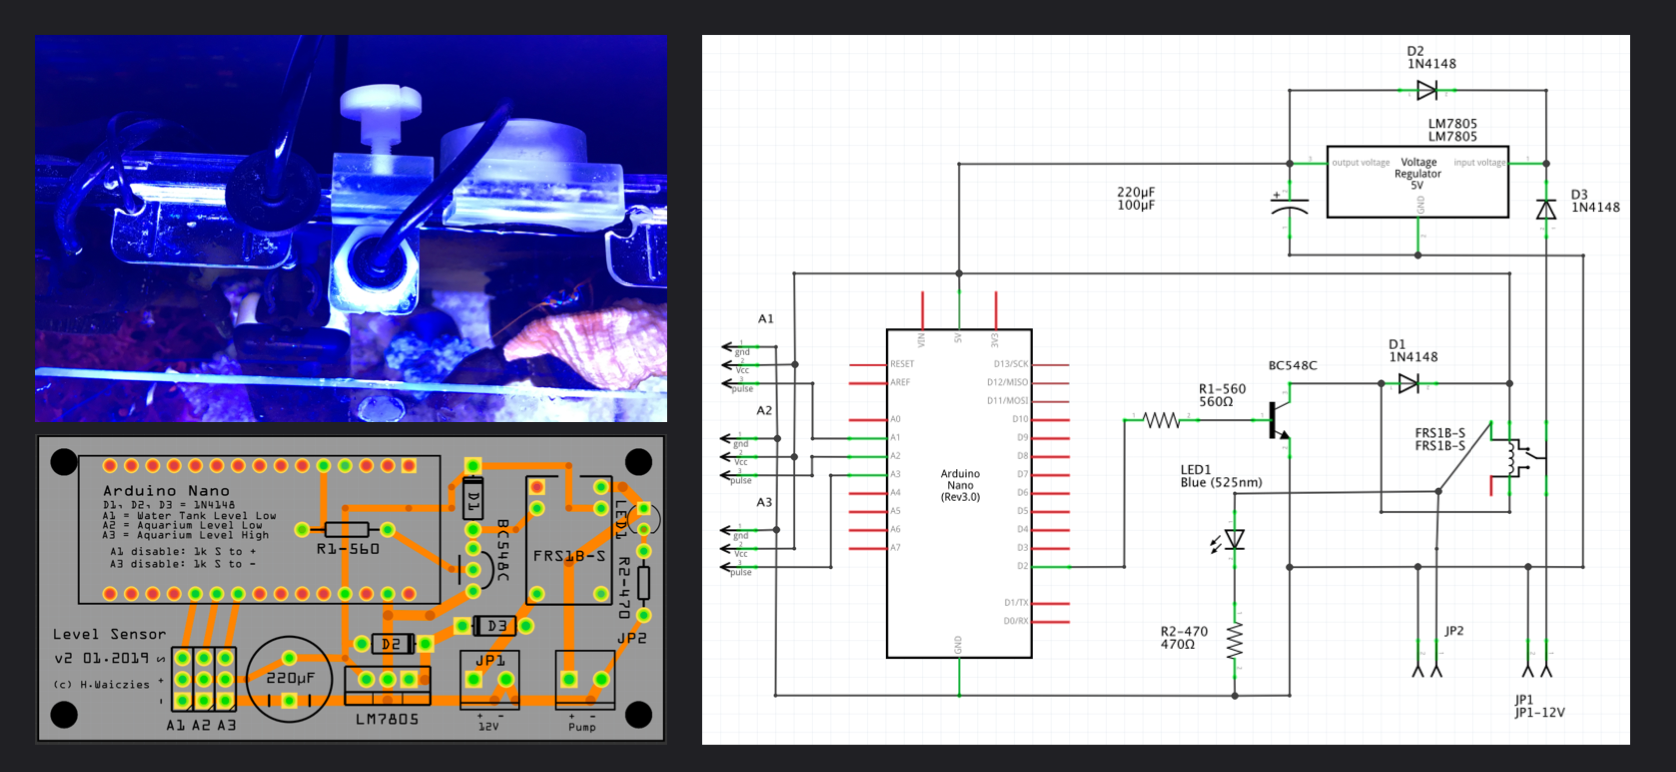 Arduino Nano
D1, D2, D3 = 1N4148
A1 = Water Tank Level Low
A2 = Aquarium Level Low
A3 = Aquarium Level High
A1 disable: 1k S to +
A3 disable: 1k S to -
R1-560
D1
BC548C
FRS1B-S
LED1
R2-470
JP2
D3
D2
JP1
Level Sensor
v2 01.2019
(c) H.Waiczies
S
+
-
A1 A2 A3
220µF
LM7805
+ -
12V
+ -
Pump
D2
1N4148
LM7805
LM7805
output voltage
Voltage
Regulator
5V
input voltage
GND
D3
1N4148
220µF
100µF
+
A1
gnd
Vcc
pulse
A2
gnd
Vcc
pulse
A3
gnd
Vcc
pulse
VIN
5V
3V3
RESET
AREF
A0
A1
A2
A3
A4
A5
A6
A7
D13/SCK
D12/MISO
D11/MOSI
D10
D9
D8
D7
D6
D5
D4
D3
D2
D1/TX
D0/RX
GND
Arduino
Nano
(Rev3.0)
R1-560
560Ω
BC548C
D1
1N4148
FRS1B-S
FRS1B-S
LED1
Blue (525nm)
R2-470
470Ω
JP2
JP1
JP1-12V